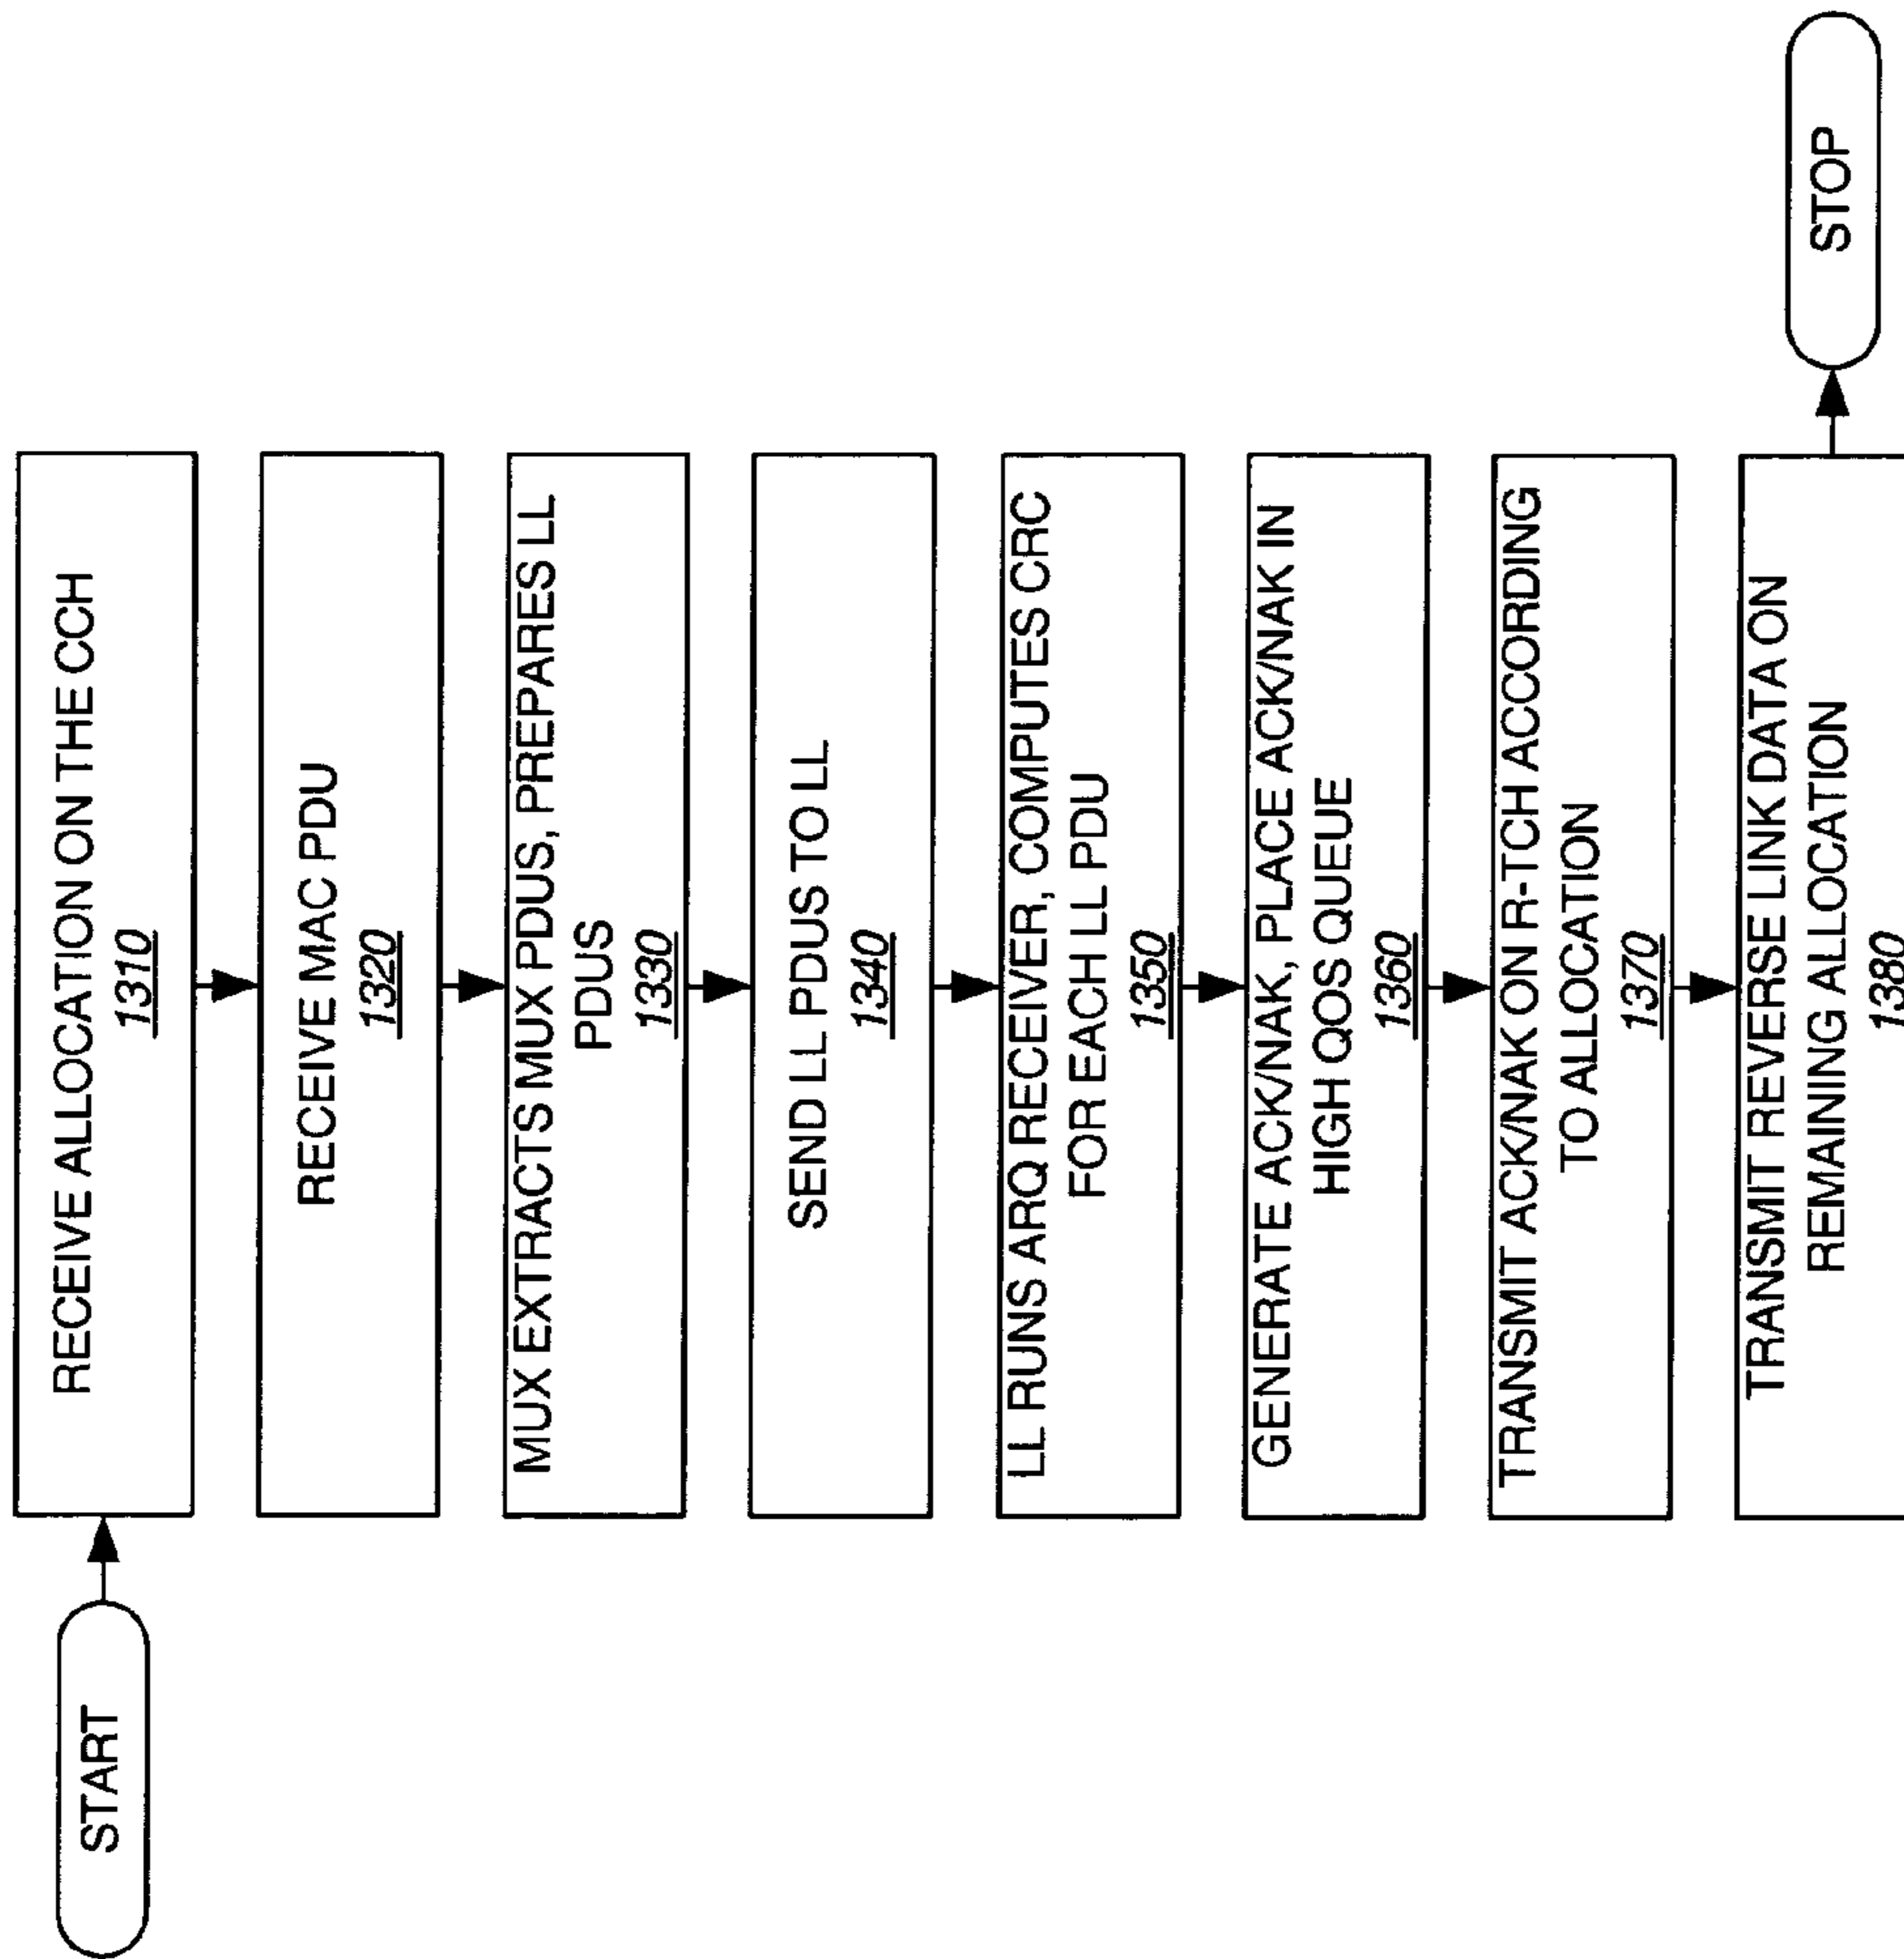 START
RECEIVE ALLOCATION ON THE CCH
1310
RECEIVE MAC PDU
1320
MUX EXTRACTS MUX PDUS, PREPARES LL
PDUS
1330
SEND LL PDUS TO LL
1340
LL RUNS ARQ RECEIVER, COMPUTES CRC
FOR EACH LL PDU
1350
GENERATE ACK/NAK, PLACE ACK/NAK IN
HIGH QOS QUEUE
1360
TRANSMIT ACK/NAK ON R-TCH ACCORDING
TO ALLOCATION
1370
TRANSMIT REVERSE LINK DATA ON
REMAINING ALLOCATION
1380
STOP